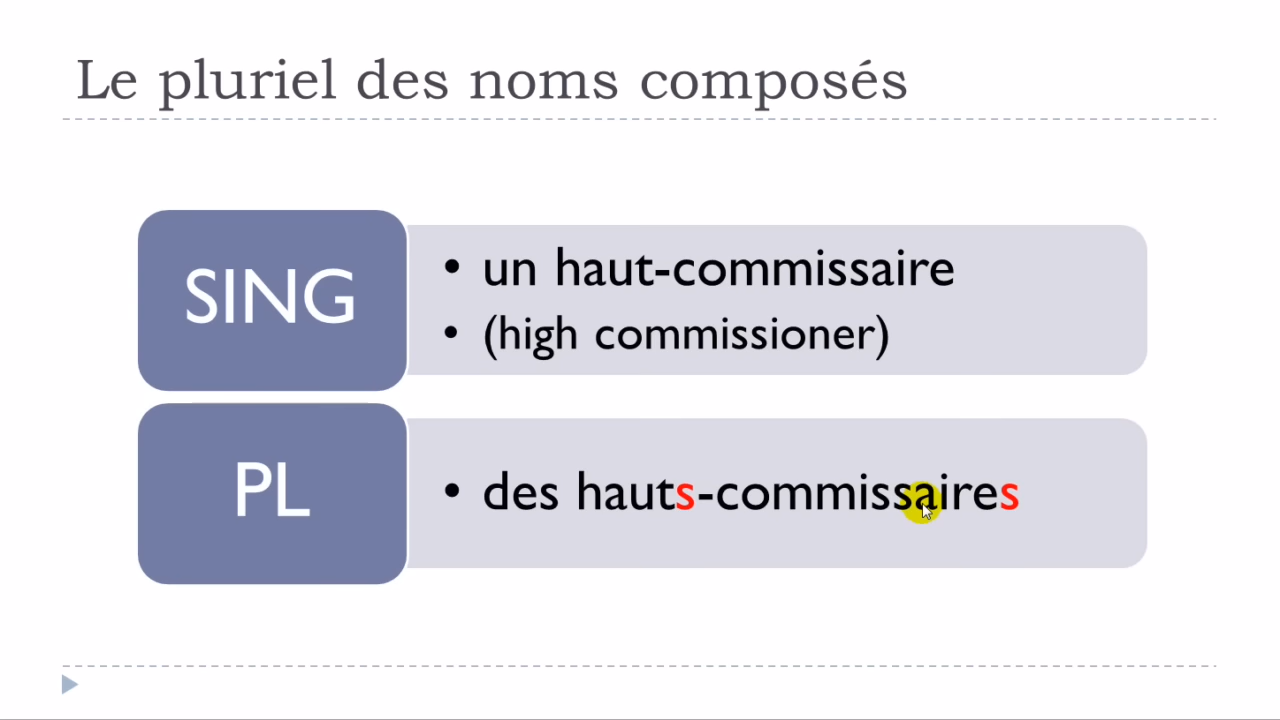 Le pluriel des noms composés
SING
• un haut-commissaire
• (high commissioner)
PL
• des hauts-commissaires